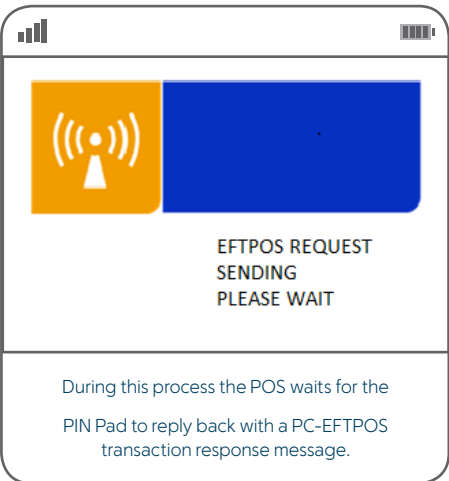 EFTPOS REQUEST
SENDING
PLEASE WAIT
During this process the POS waits for the
PIN Pad to reply back with a PC-EFTPOS
transaction response message.